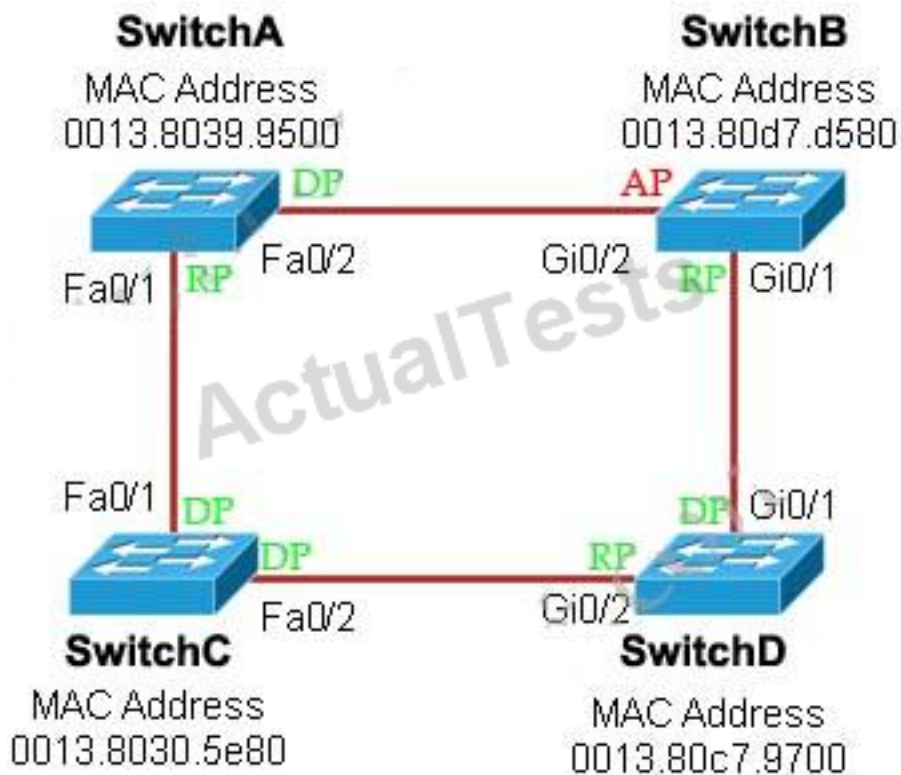 SwitchA
MAC Address
0013.8039.9500
SwitchB
MAC Address
0013.80d7.d580
DP
AP
Fa0/1
RP
Fa0/2
Gi0/2
RP
Gi0/1
ActualTests
Fa0/1
DP
DP
Fa0/2
DP
Gi0/1
RP
Gi0/2
SwitchC
MAC Address
0013.8030.5e80
SwitchD
MAC Address
0013.80c7.9700